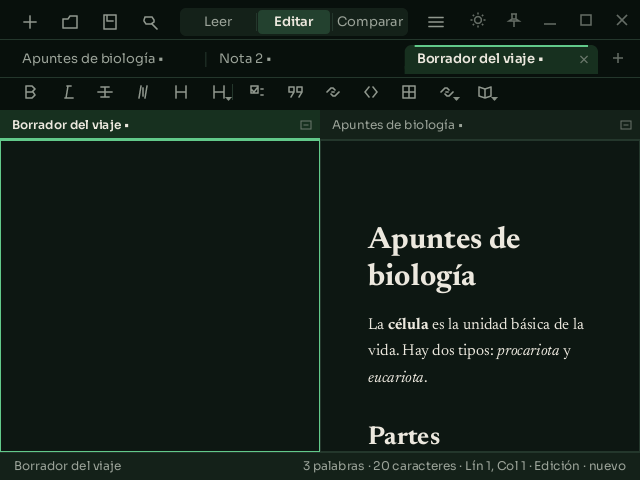 Leer Editar Comparar
Apuntes de biología • Nota 2 • Borrador del viaje •
Borrador del viaje • Apuntes de biología •
Apuntes de
biología
La célula es la unidad básica de la
vida. Hay dos tipos: procariota y
eucariota.
Partes
Borrador del viaje 3 palabras · 20 caracteres · Lín 1, Col 1 · Edición · nuevo